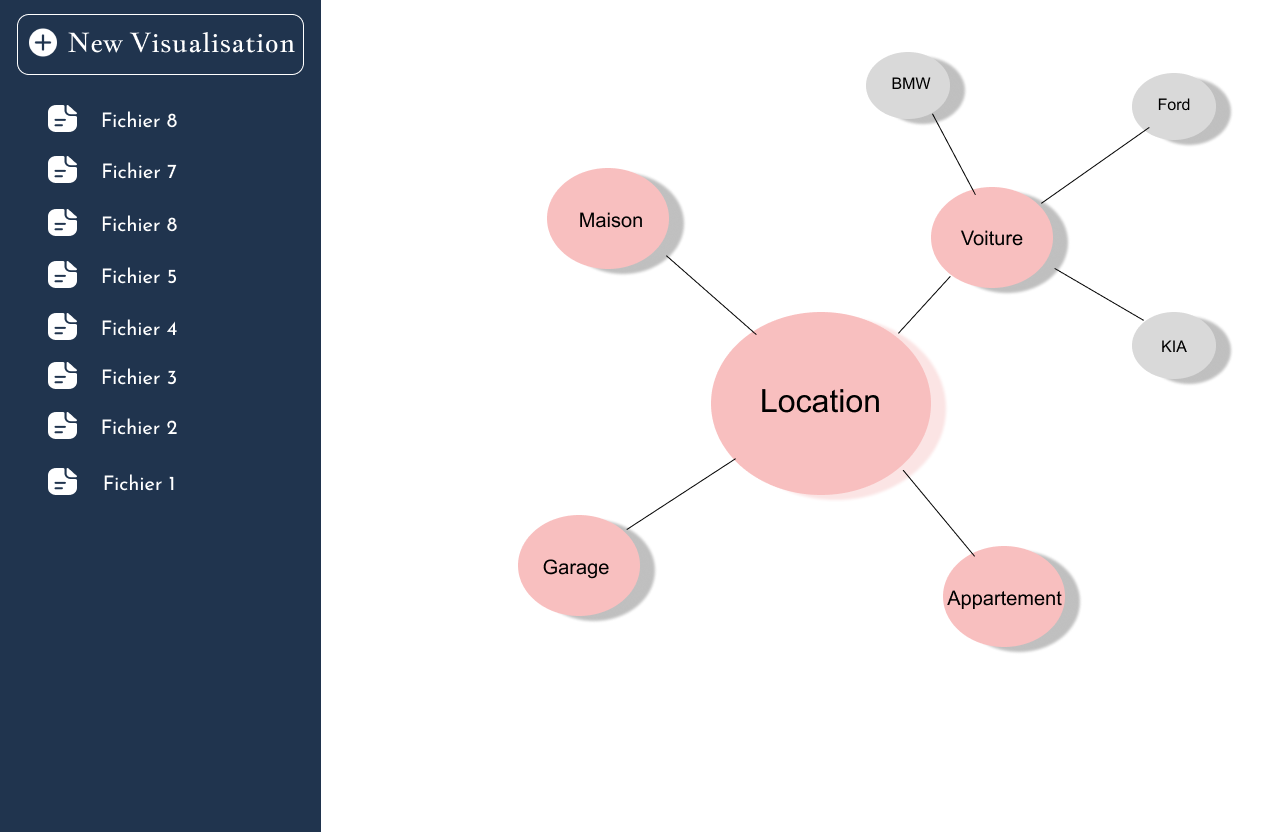 New Visualisation
Fichier 8
Fichier 7
Fichier 8
Fichier 5
Fichier 4
Fichier 3
Fichier 2
Fichier 1
BMW
Ford
Maison
Voiture
KIA
Location
Garage
Appartement